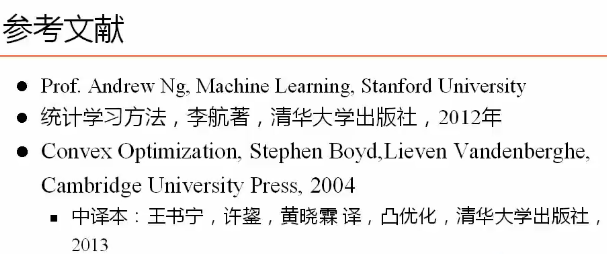 参考文献
● Prof. Andrew Ng, Machine Learning, Stanford University
● 统计学习方法，李航著，清华大学出版社，2012年
● Convex Optimization, Stephen Boyd,Lieven Vandenberghe,
Cambridge University Press, 2004
■ 中译本：王书宁，许鋆，黄晓霖 译，凸优化，清华大学出版社，
2013